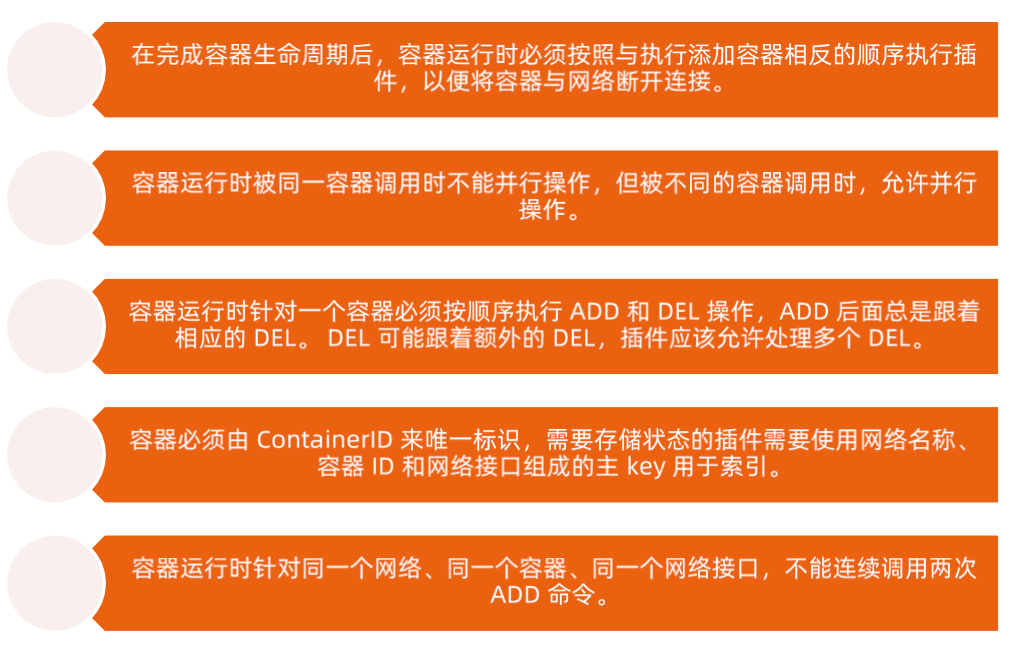 在完成容器生命周期后，容器运行时必须按照与执行添加容器相反的顺序执行插
件，以便将容器与网络断开连接。
容器运行时被同一容器调用时不能并行操作，但被不同的容器调用时，允许并行
操作。
容器运行时针对一个容器必须按顺序执行 ADD 和 DEL 操作，ADD 后面总是跟着
相应的 DEL。 DEL 可能跟着额外的 DEL，插件应该允许处理多个 DEL。
容器必须由 ContainerID 来唯一标识，需要存储状态的插件需要使用网络名称、
容器 ID 和网络接口组成的主 key 用于索引。
容器运行时针对同一个网络、同一个容器、同一个网络接口，不能连续调用两次
ADD 命令。